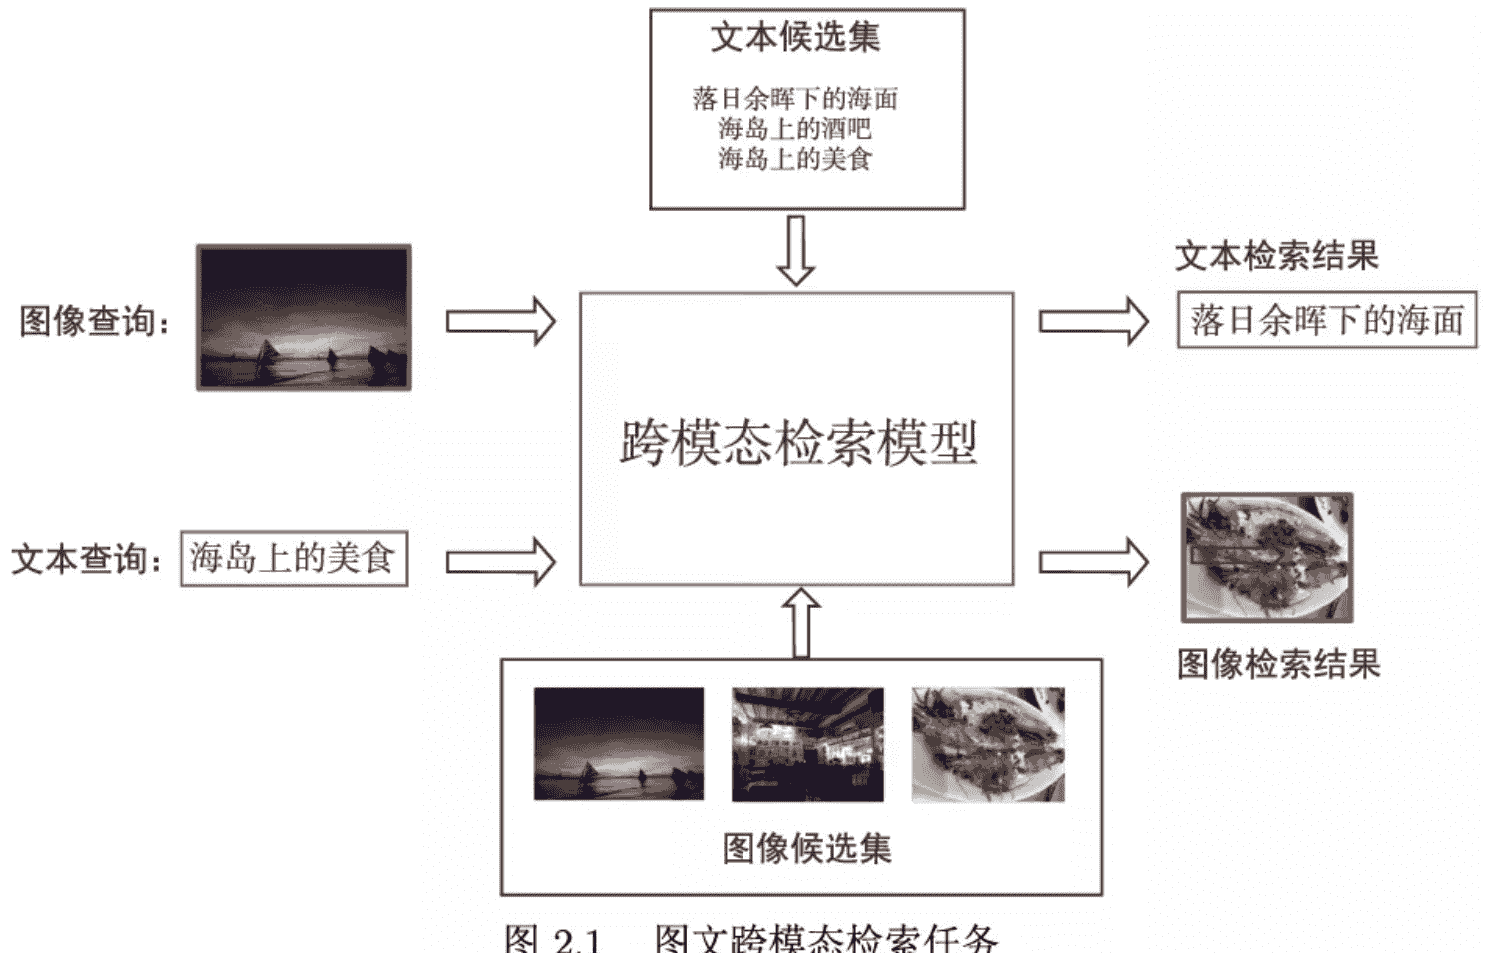 文本候选集
落日余晖下的海面
海岛上的酒吧
海岛上的美食
图像查询：
文本检索结果
落日余晖下的海面
跨模态检索模型
文本查询：
海岛上的美食
图像检索结果
图像候选集
图 2.1 图文跨模态检索任务